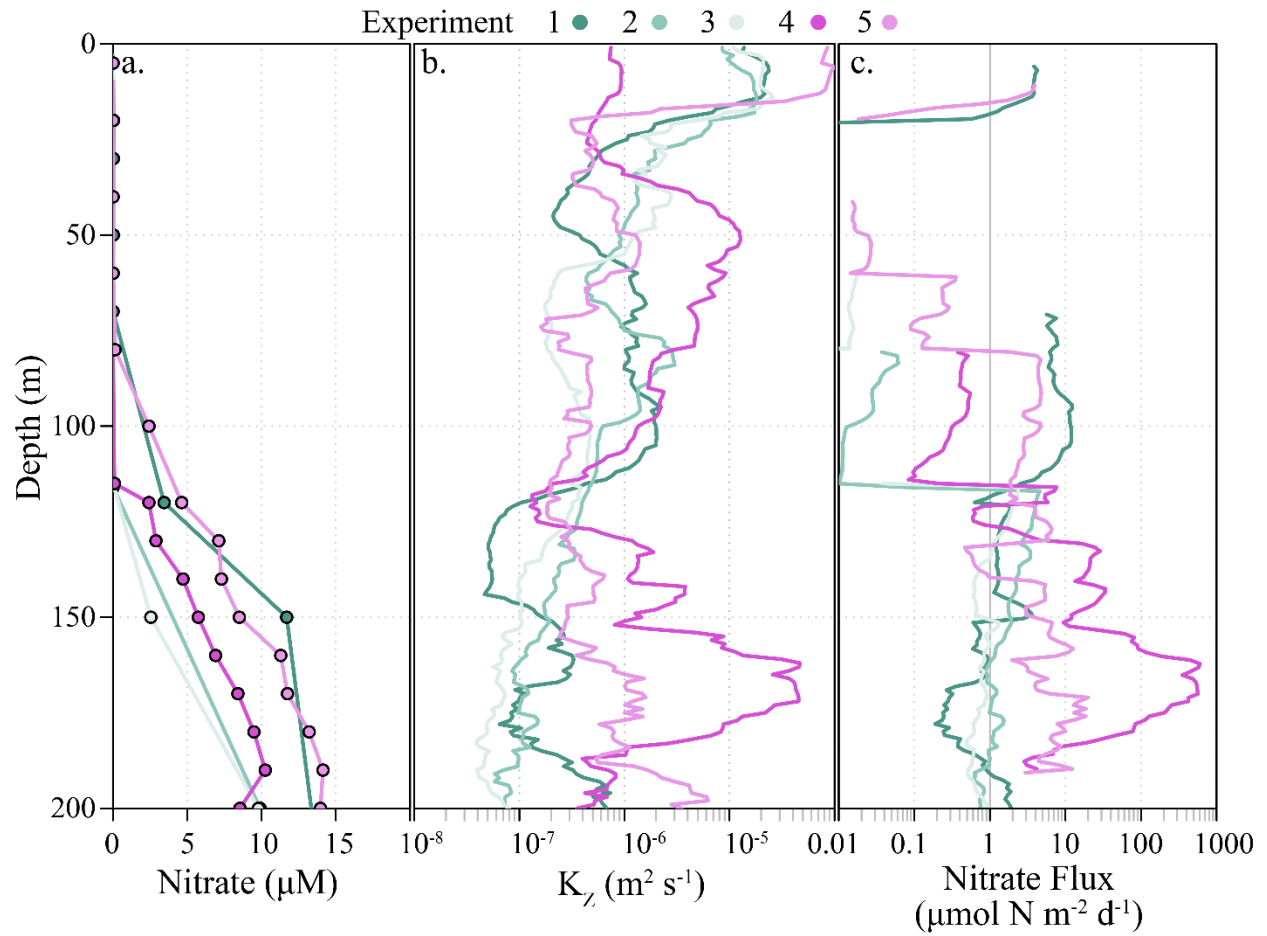 Experiment 1 2 3 4 5
a. b. c.
0
50
100
150
200
Depth (m)
0 5 10 15
10-8 10-7 10-6 10-5
0.01 0.1 1 10 100 1000
Nitrate (μM)
KZ (m2 s-1)
Nitrate Flux
(μmol N m-2 d-1)